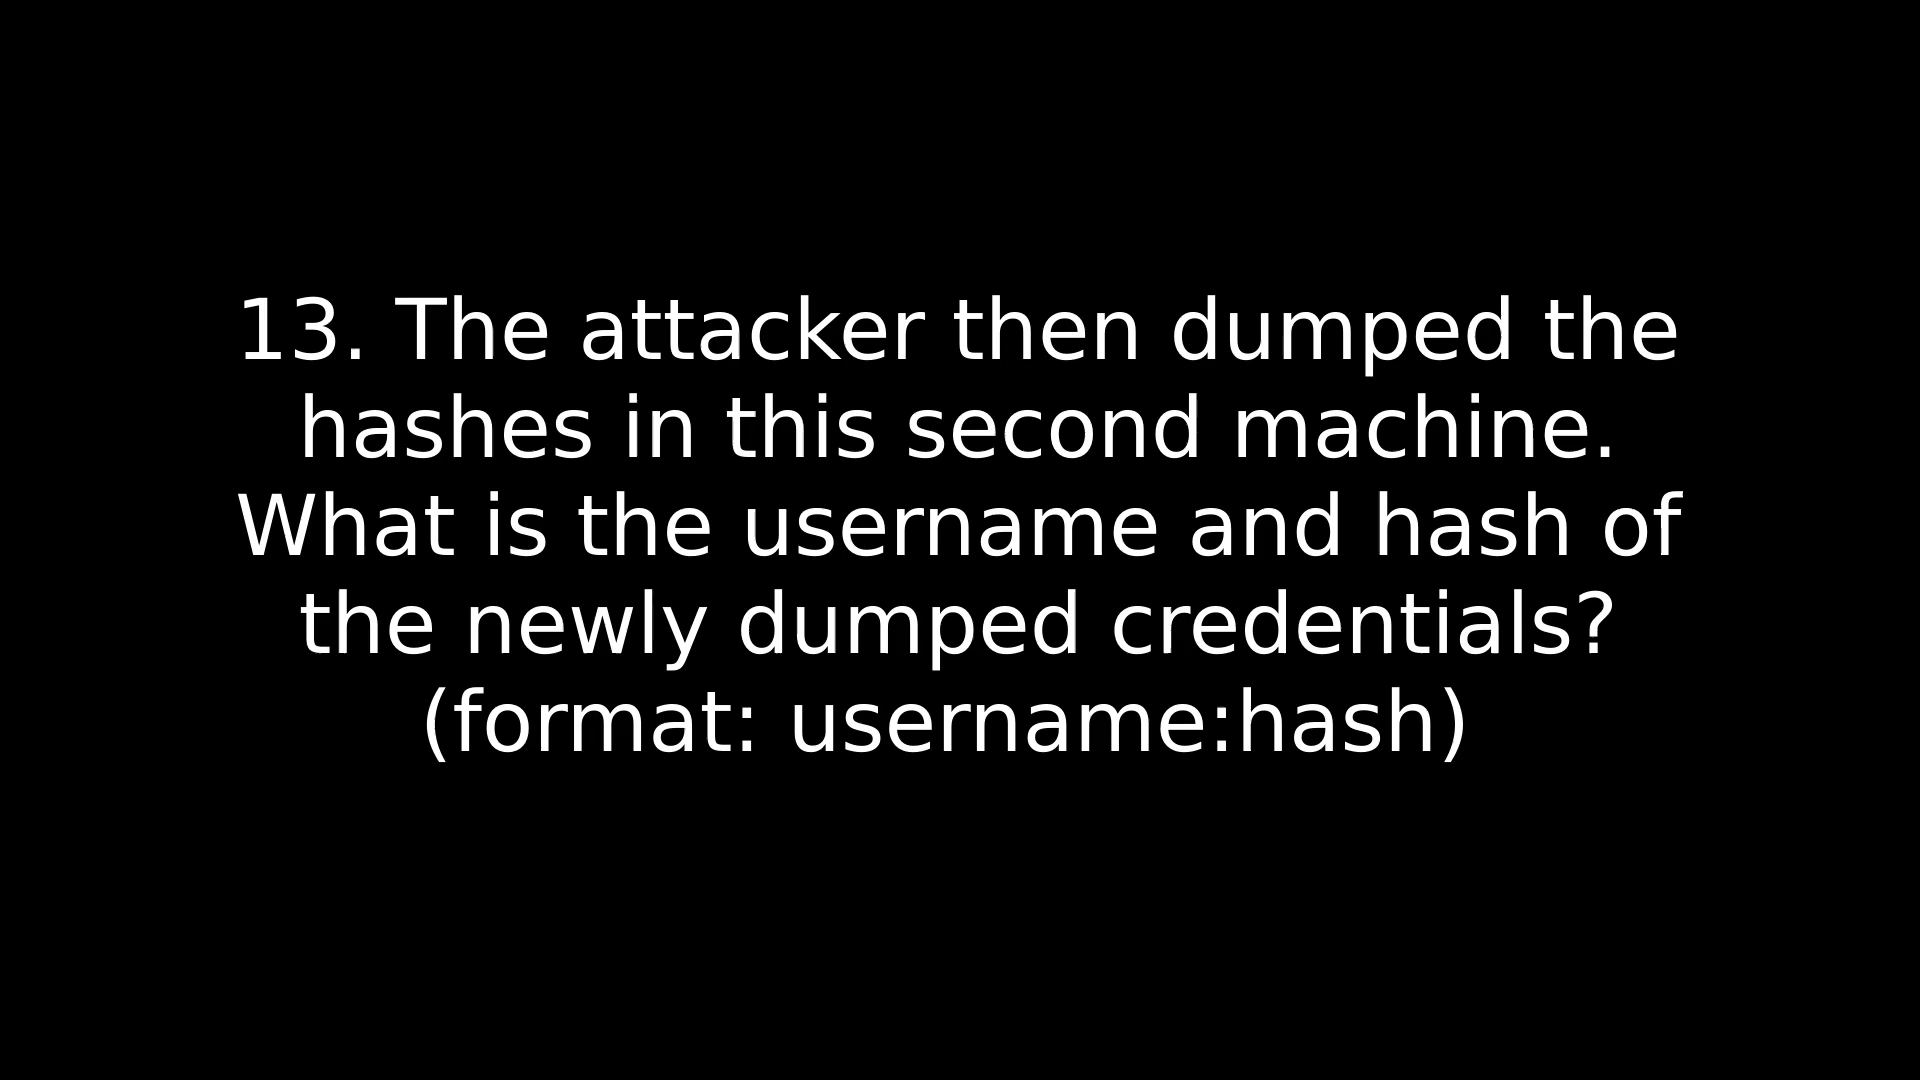 13. The attacker then dumped the
hashes in this second machine.
What is the username and hash of
the newly dumped credentials?
(format: username:hash)